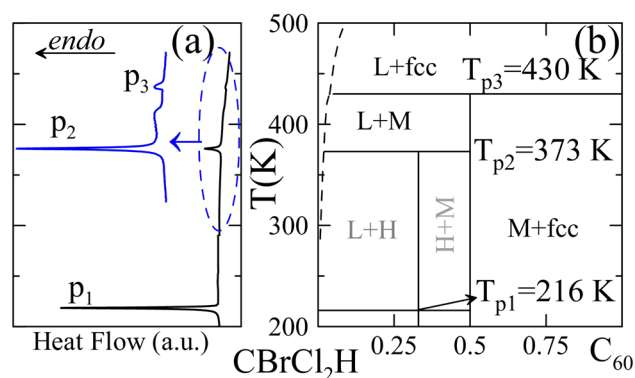 endo
(a)
p3
p2
p1
Heat Flow (a.u.)
T(K)
500
400
300
200
(b)
L+fcc
Tp3=430 K
L+M
Tp2=373 K
L+H
H+M
M+fcc
Tp1=216 K
0.25
0.5
0.75
CBrCl2H
C60